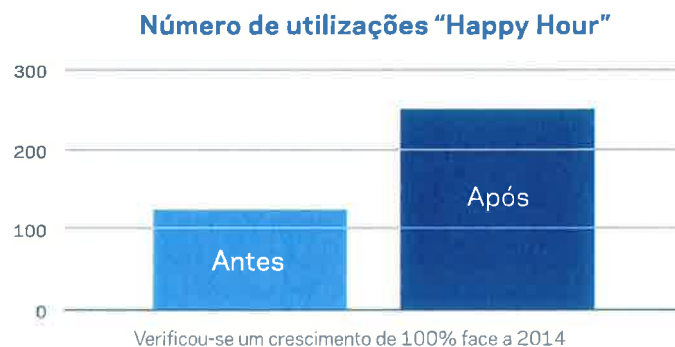 Número de utilizações “Happy Hour”
300
200
100
0
Antes
Após
Verificou-se um crescimento de 100% face a 2014